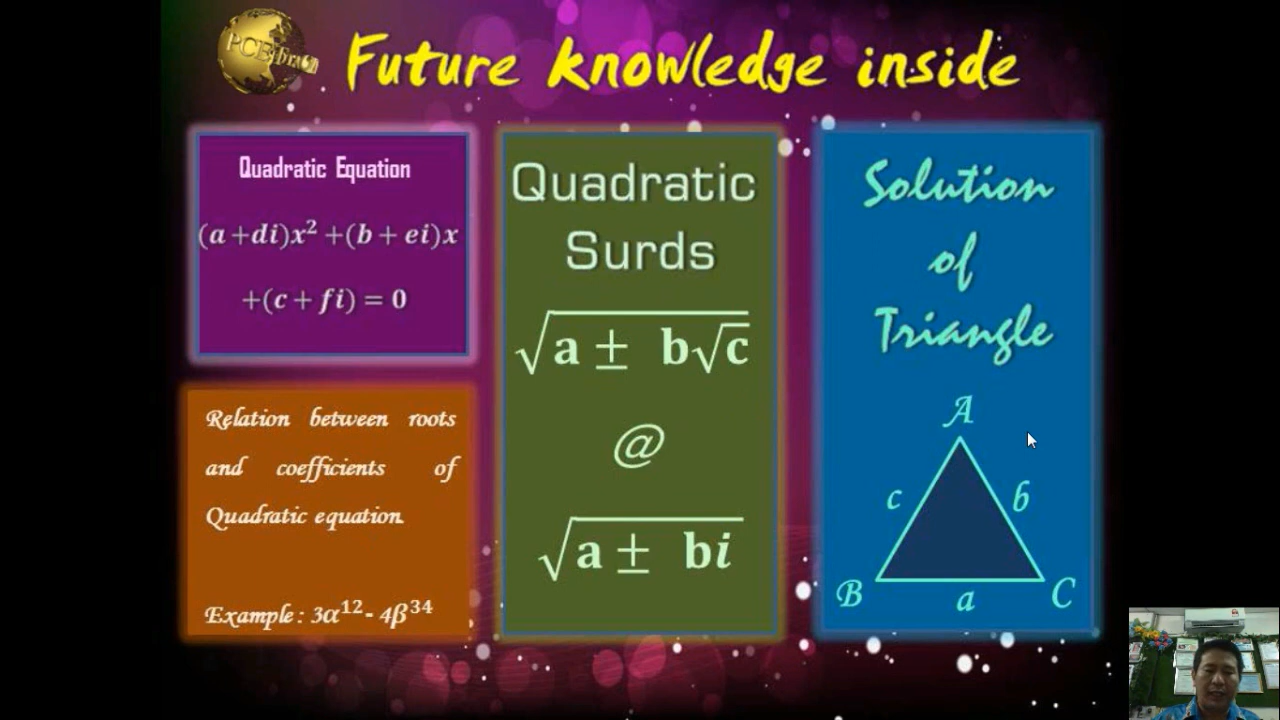 Future knowledge inside
Quadratic Equation
(a +di)x² +(b + ei)x
+(c + fi) = 0
Relation between roots
and coefficients of
Quadratic equation.
Example : 3α¹²- 4β³⁴
Quadratic
Surds
√(a ± b√c)
@
√(a ± bi)
Solution
of
Triangle
A
c b
B a C